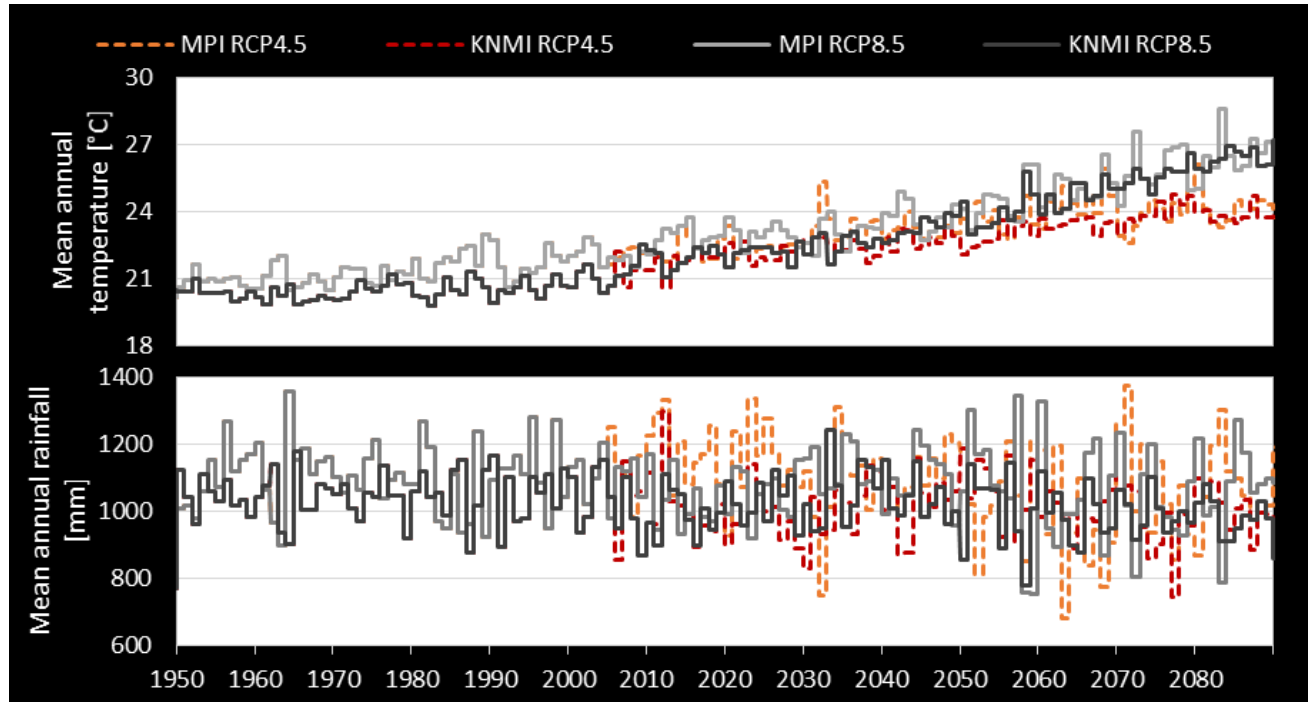 MPI RCP4.5 KNMI RCP4.5 MPI RCP8.5 KNMI RCP8.5
Mean annual
temperature [°C]
30
27
24
21
18
Mean annual rainfall
[mm]
1400
1200
1000
800
600
1950 1960 1970 1980 1990 2000 2010 2020 2030 2040 2050 2060 2070 2080